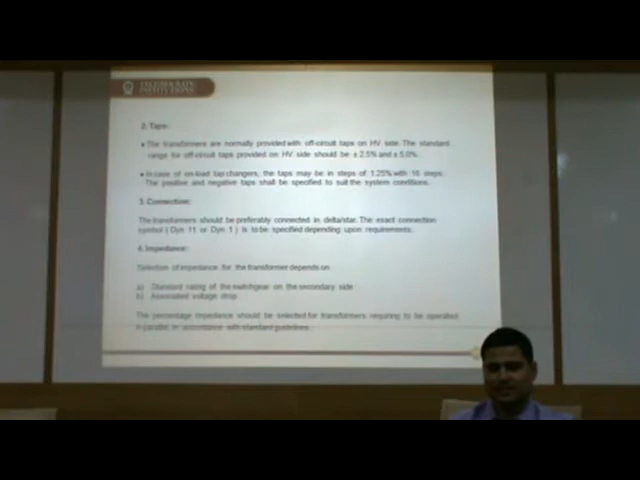 INSTITUTIONS
2. Taps:
The transformers are normally provided with off-circuit taps on HV side. The standard
range for off-circuit taps provided on HV side should be ± 2.5% and ± 5.0%.
In case of on-load tap changers, the taps may be in steps of 1.25% with 16 steps.
The positive and negative taps shall be specified to suit the system conditions.
3. Connection:
The transformers should be preferably connected in delta/star. The exact connection
symbol ( Dyn 11 or Dyn 1 ) is to be specified depending upon requirements.
4. Impedance:
Selection of impedance for the transformer depends on
a) Standard rating of the switchgear on the secondary side
b) Associated voltage drop
The percentage impedance should be selected for transformers requiring to be operated
in parallel in accordance with standard guidelines.